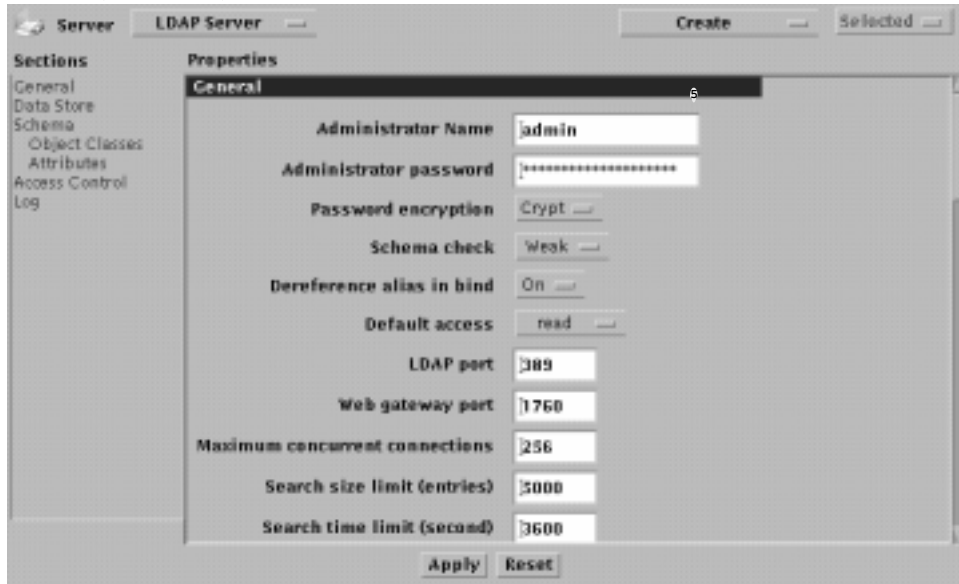 Server LDAP Server Create Selected
Sections
General
Data Store
Schema
Object Classes
Attributes
Access Control
Log
Properties
General
Administrator Name admin
Administrator password ********************
Password encryption Crypt
Schema check Weak
Dereference alias in bind On
Default access read
LDAP port 389
Web gateway port 1760
Maximum concurrent connections 256
Search size limit (entries) 5000
Search time limit (second) 3600
Apply Reset